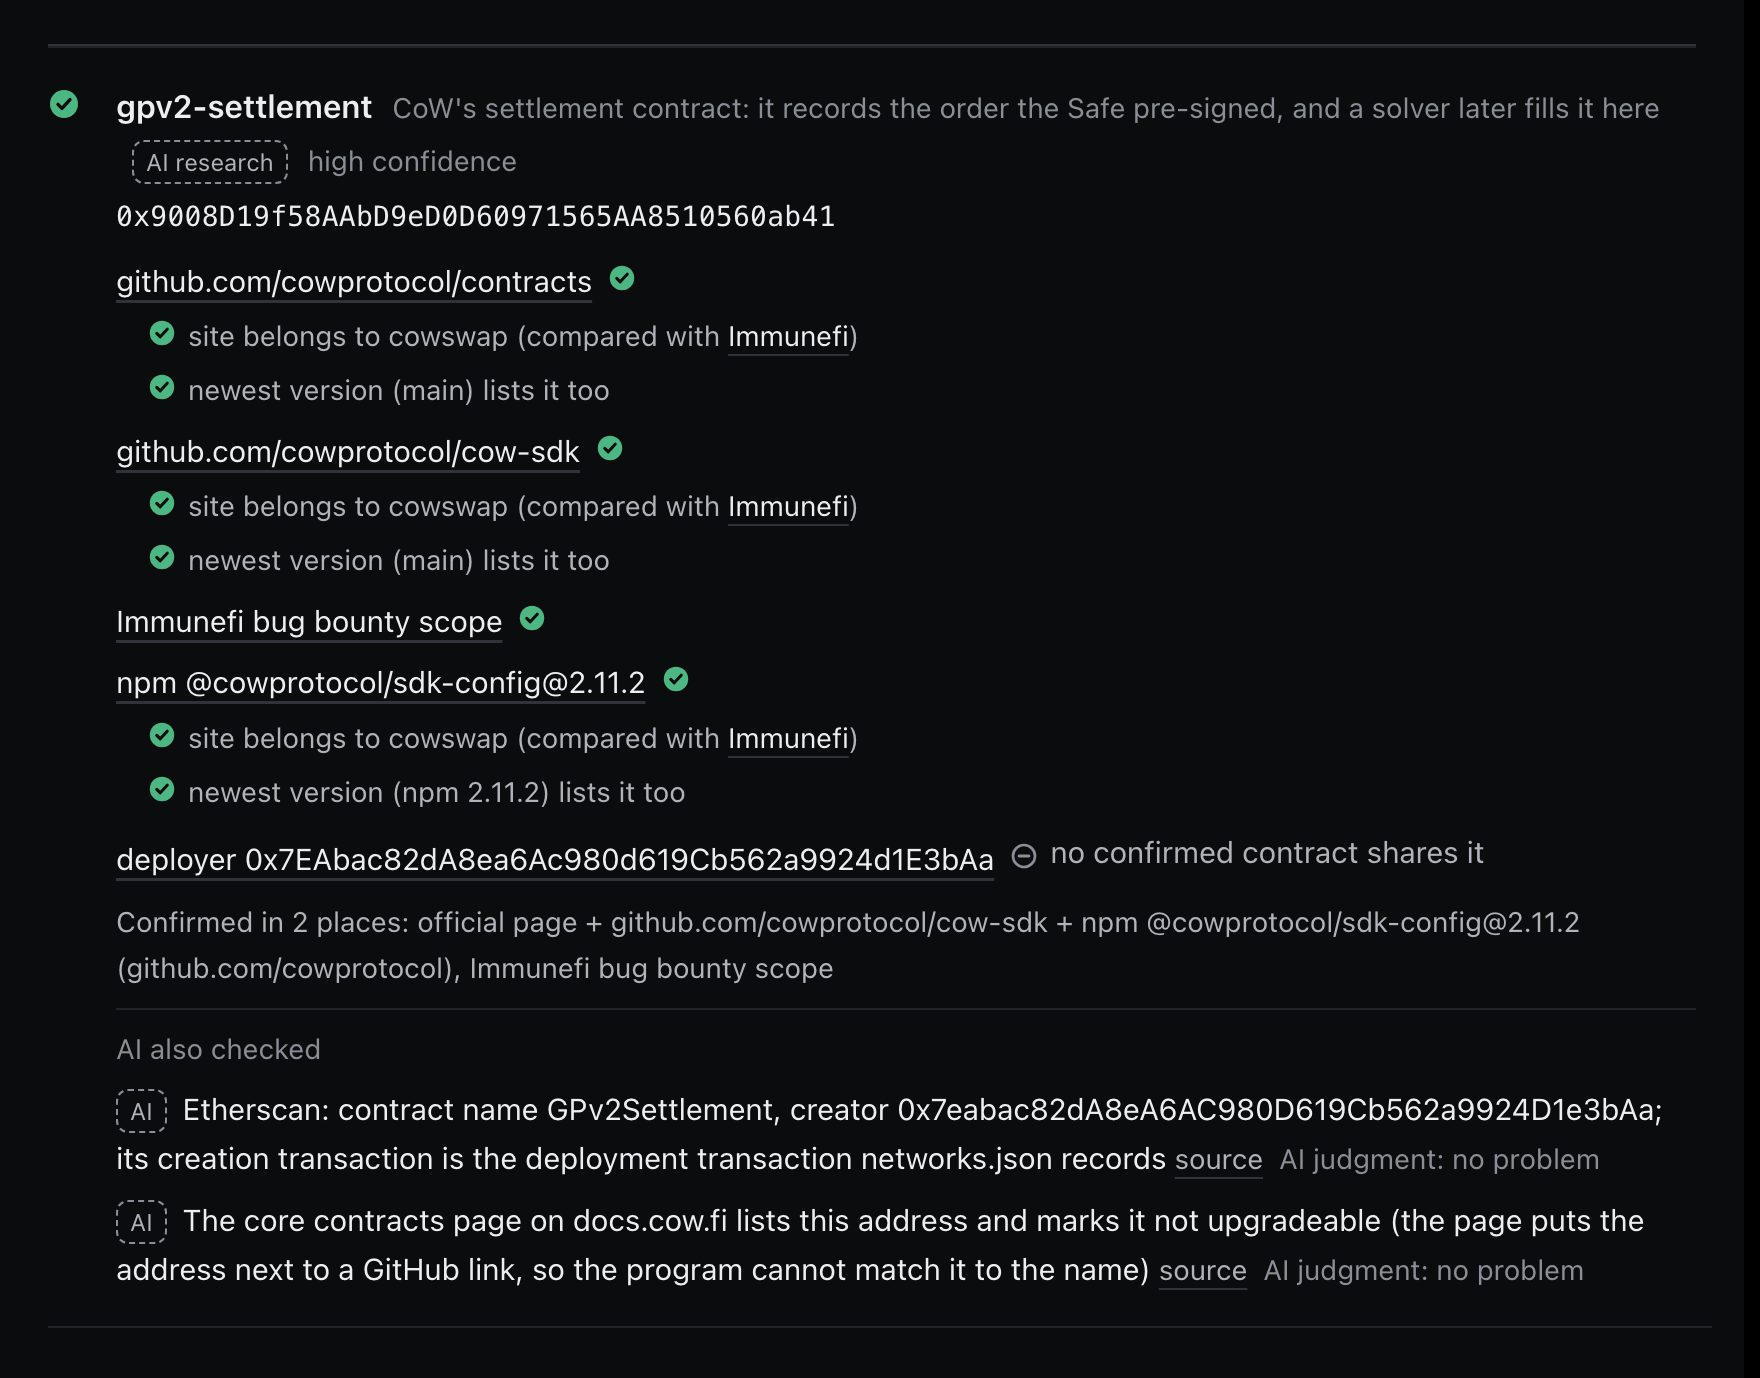 gpv2-settlement CoW's settlement contract: it records the order the Safe pre-signed, and a solver later fills it here
AI research high confidence
0x9008D19f58AAbD9eD0D60971565AA8510560ab41
github.com/cowprotocol/contracts
site belongs to cowswap (compared with Immunefi)
newest version (main) lists it too
github.com/cowprotocol/cow-sdk
site belongs to cowswap (compared with Immunefi)
newest version (main) lists it too
Immunefi bug bounty scope
npm @cowprotocol/sdk-config@2.11.2
site belongs to cowswap (compared with Immunefi)
newest version (npm 2.11.2) lists it too
deployer 0x7EAbac82dA8ea6Ac980d619Cb562a9924d1E3bAa no confirmed contract shares it
Confirmed in 2 places: official page + github.com/cowprotocol/cow-sdk + npm @cowprotocol/sdk-config@2.11.2
(github.com/cowprotocol), Immunefi bug bounty scope
AI also checked
AI Etherscan: contract name GPv2Settlement, creator 0x7eabac82dA8eA6AC980D619Cb562a9924D1e3bAa;
its creation transaction is the deployment transaction networks.json records source AI judgment: no problem
AI The core contracts page on docs.cow.fi lists this address and marks it not upgradeable (the page puts the
address next to a GitHub link, so the program cannot match it to the name) source AI judgment: no problem